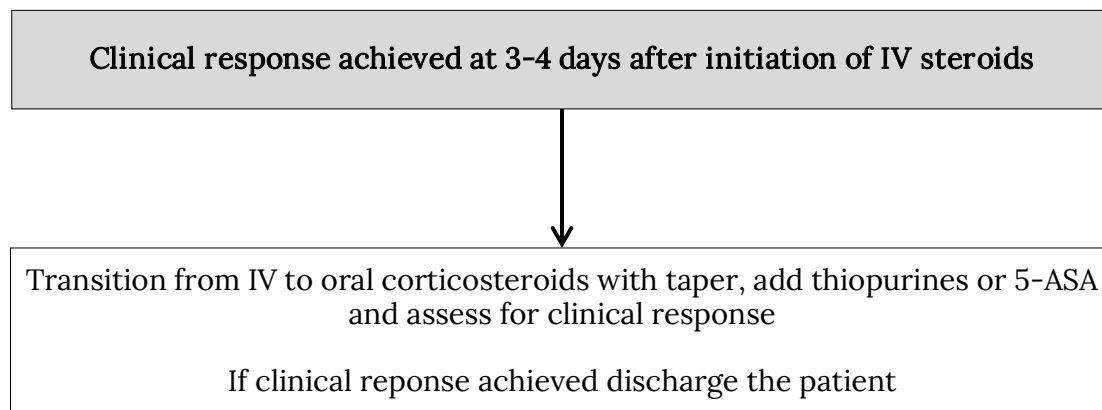 Clinical response achieved at 3-4 days after initiation of IV steroids
Transition from IV to oral corticosteroids with taper, add thiopurines or 5-ASA
and assess for clinical response
If clinical reponse achieved discharge the patient